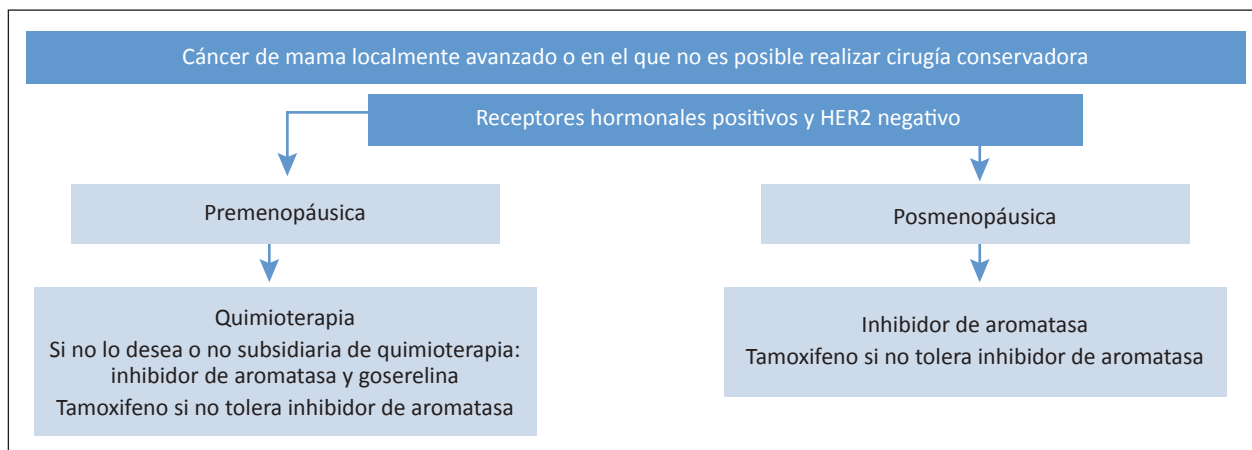 Cáncer de mama localmente avanzado o en el que no es posible realizar cirugía conservadora
Receptores hormonales positivos y HER2 negativo
Premenopáusica
Posmenopáusica
Quimioterapia
Si no lo desea o no subsidiaria de quimioterapia:
inhibidor de aromatasa y goserelina
Tamoxifeno si no tolera inhibidor de aromatasa
Inhibidor de aromatasa
Tamoxifeno si no tolera inhibidor de aromatasa